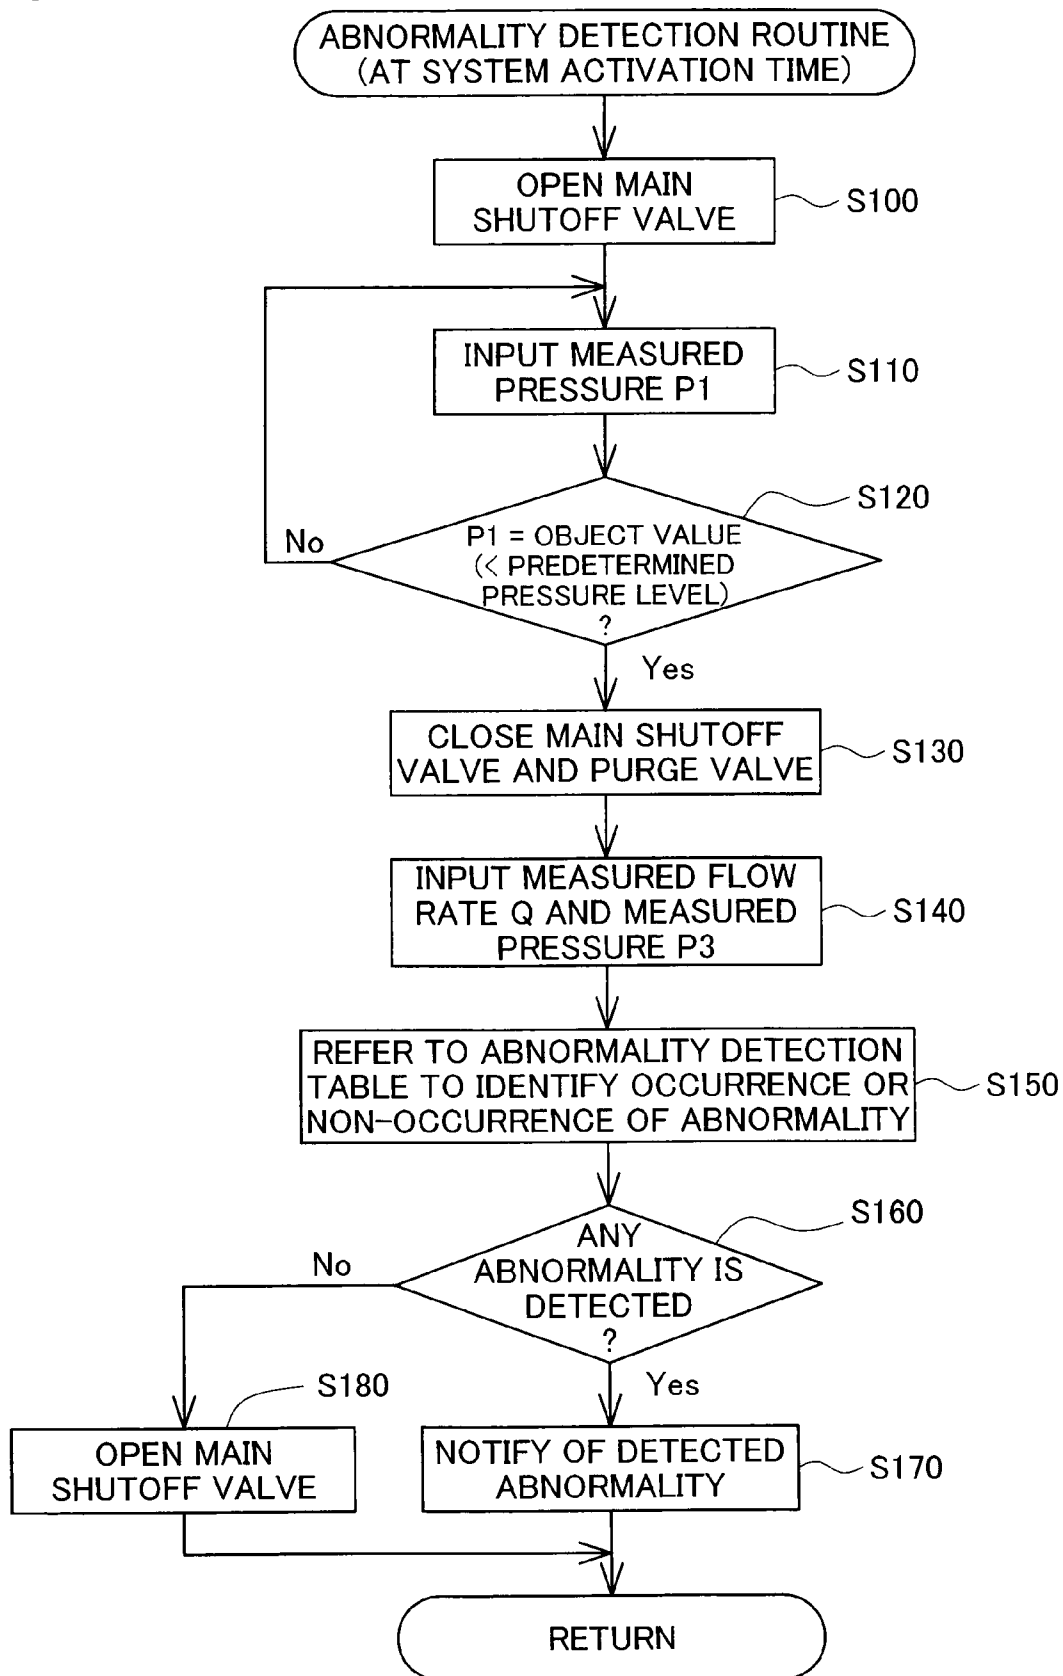 ABNORMALITY DETECTION ROUTINE
(AT SYSTEM ACTIVATION TIME)
OPEN MAIN
SHUTOFF VALVE
S100
INPUT MEASURED
PRESSURE P1
S110
S120
No
P1 = OBJECT VALUE
(< PREDETERMINED
PRESSURE LEVEL)
?
Yes
CLOSE MAIN SHUTOFF
VALVE AND PURGE VALVE
S130
INPUT MEASURED FLOW
RATE Q AND MEASURED
PRESSURE P3
S140
REFER TO ABNORMALITY DETECTION
TABLE TO IDENTIFY OCCURRENCE OR
NON-OCCURRENCE OF ABNORMALITY
S150
S160
No
ANY
ABNORMALITY IS
DETECTED
?
Yes
S180
OPEN MAIN
SHUTOFF VALVE
NOTIFY OF DETECTED
ABNORMALITY
S170
RETURN